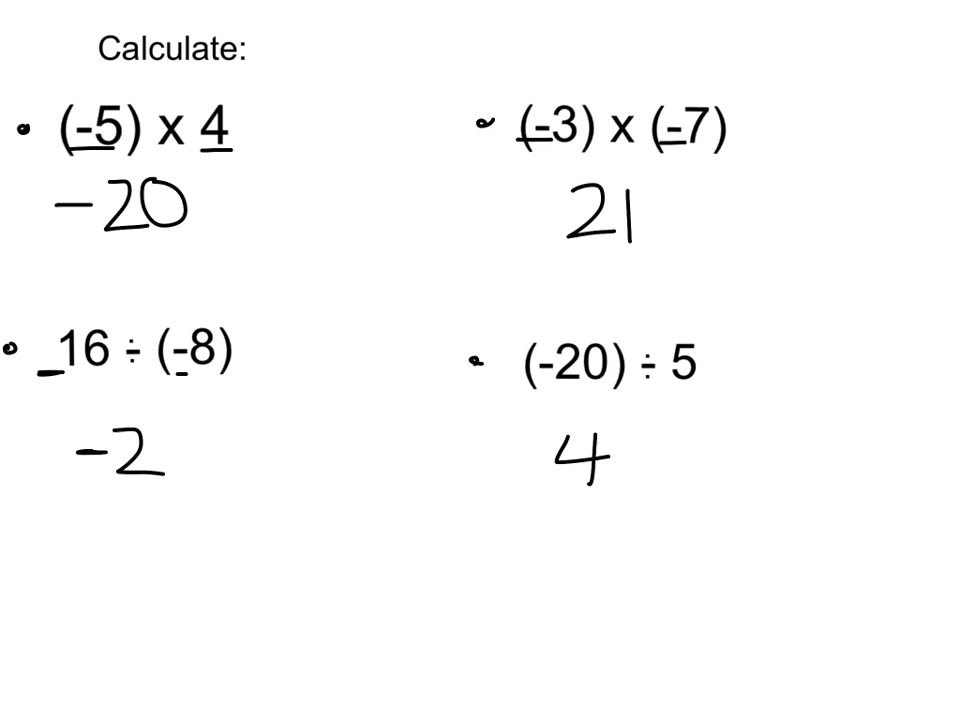 Calculate:
(-5) x 4
-20
(-3) x (-7)
21
16 ÷ (-8)
-2
(-20) ÷ 5
4